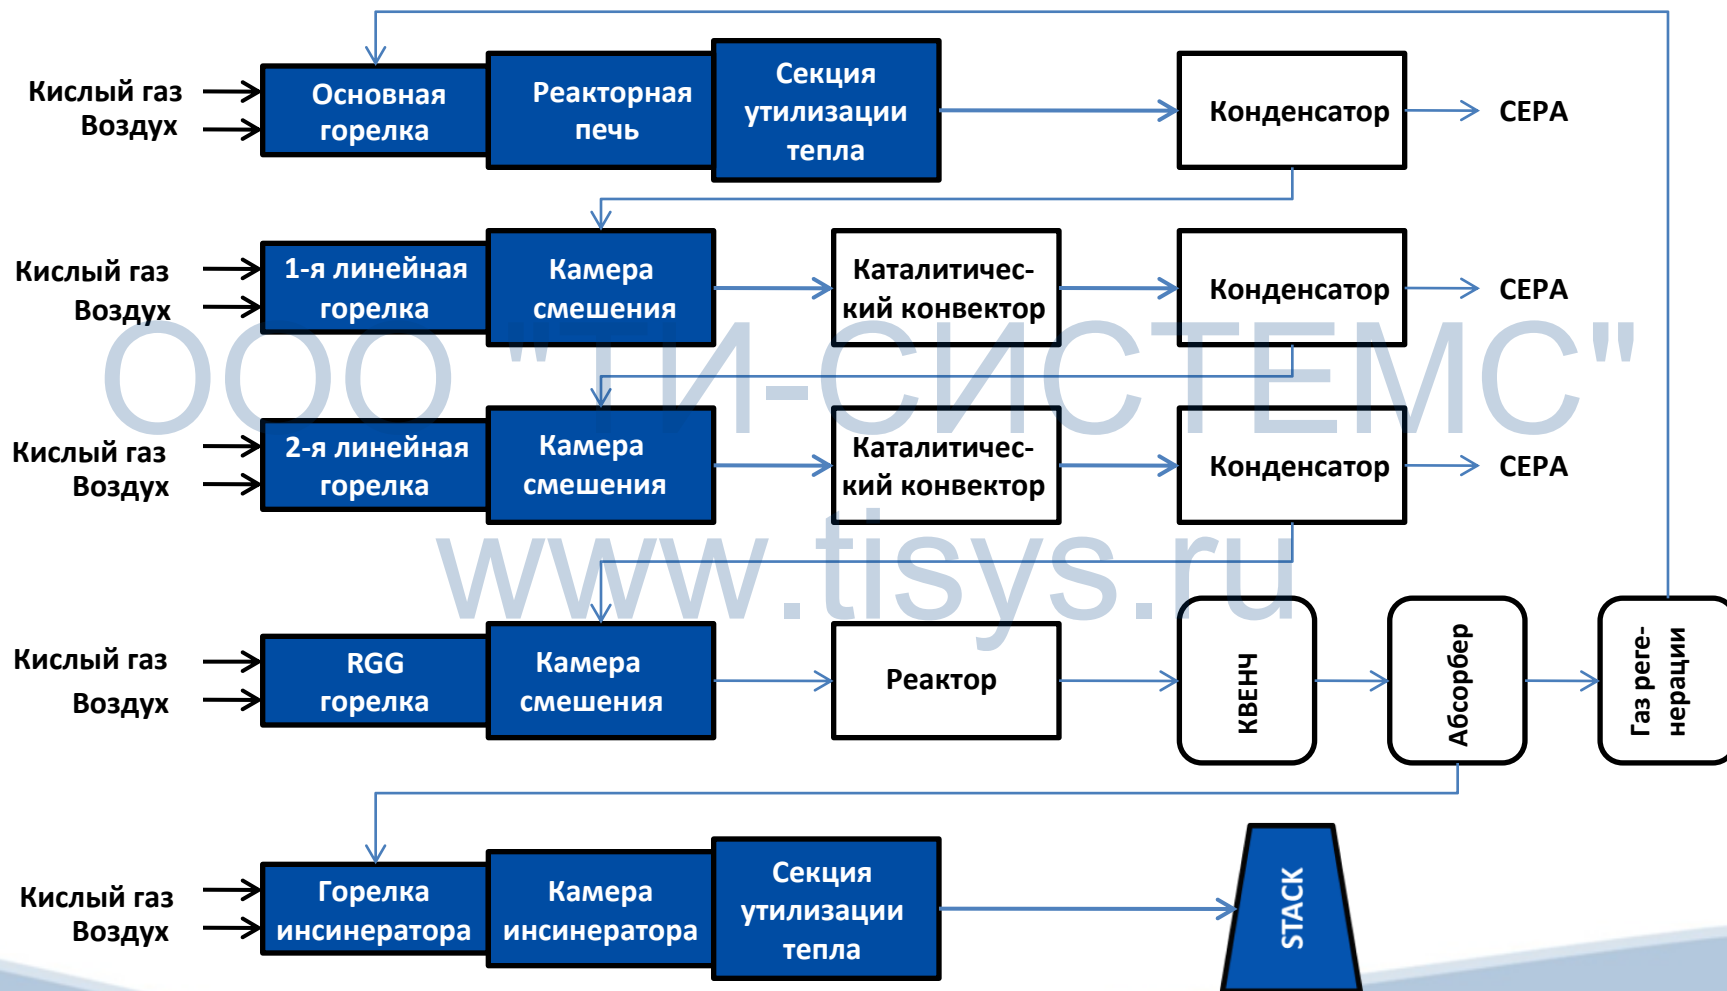 Кислый газ
Воздух
Основная
горелка
Реакторная
печь
Секция
утилизации
тепла
Конденсатор
СЕРА
Кислый газ
Воздух
1-я линейная
горелка
Камера
смешения
Каталитичес-
кий конвектор
Конденсатор
СЕРА
ООО "ТИ-СИСТЕМС"
Кислый газ
Воздух
2-я линейная
горелка
Камера
смешения
Каталитичес-
кий конвектор
Конденсатор
СЕРА
www.tisys.ru
Кислый газ
Воздух
RGG
горелка
Камера
смешения
Реактор
КВЕНЧ
Абсорбер
Газ реге-
нерации
Кислый газ
Воздух
Горелка
инсинератора
Камера
инсинератора
Секция
утилизации
тепла
STACK